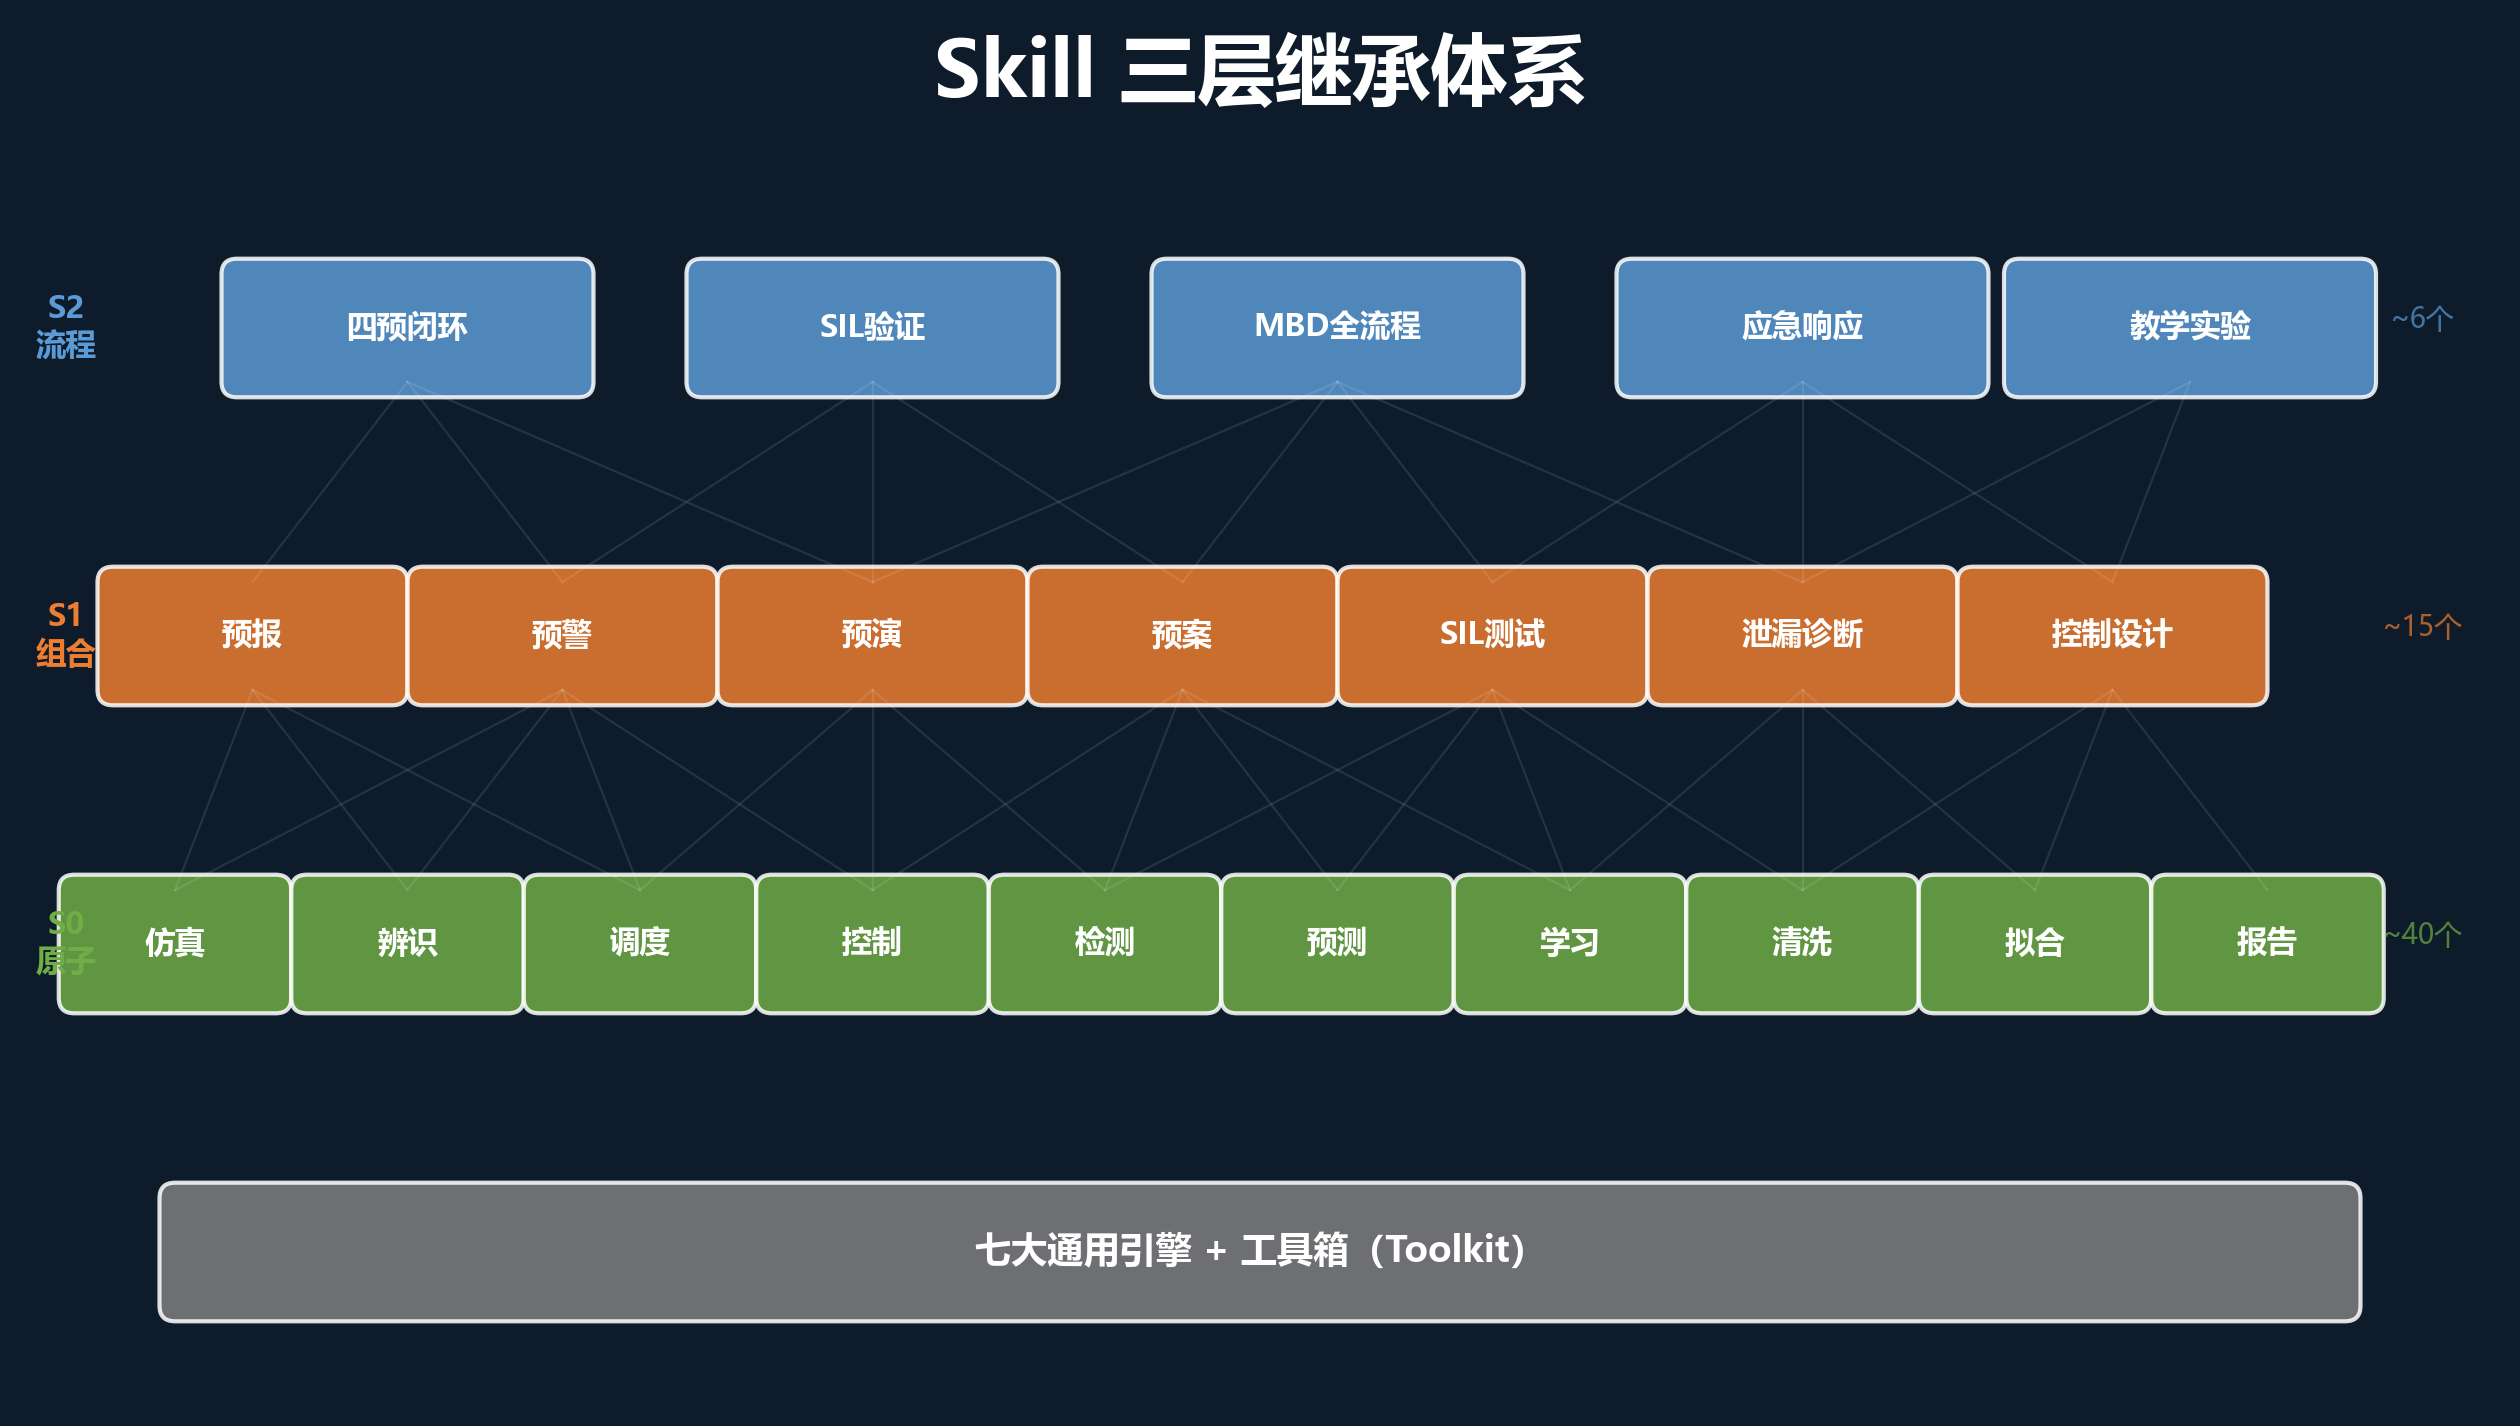 Skill 三层继承体系
S2
流程
四预闭环
SIL验证
MBD全流程
应急响应
教学实验
~6个
S1
组合
预报
预警
预演
预案
SIL测试
泄漏诊断
控制设计
~15个
S0
原子
仿真
辨识
调度
控制
检测
预测
学习
清洗
拟合
报告
~40个
七大通用引擎 + 工具箱（Toolkit）